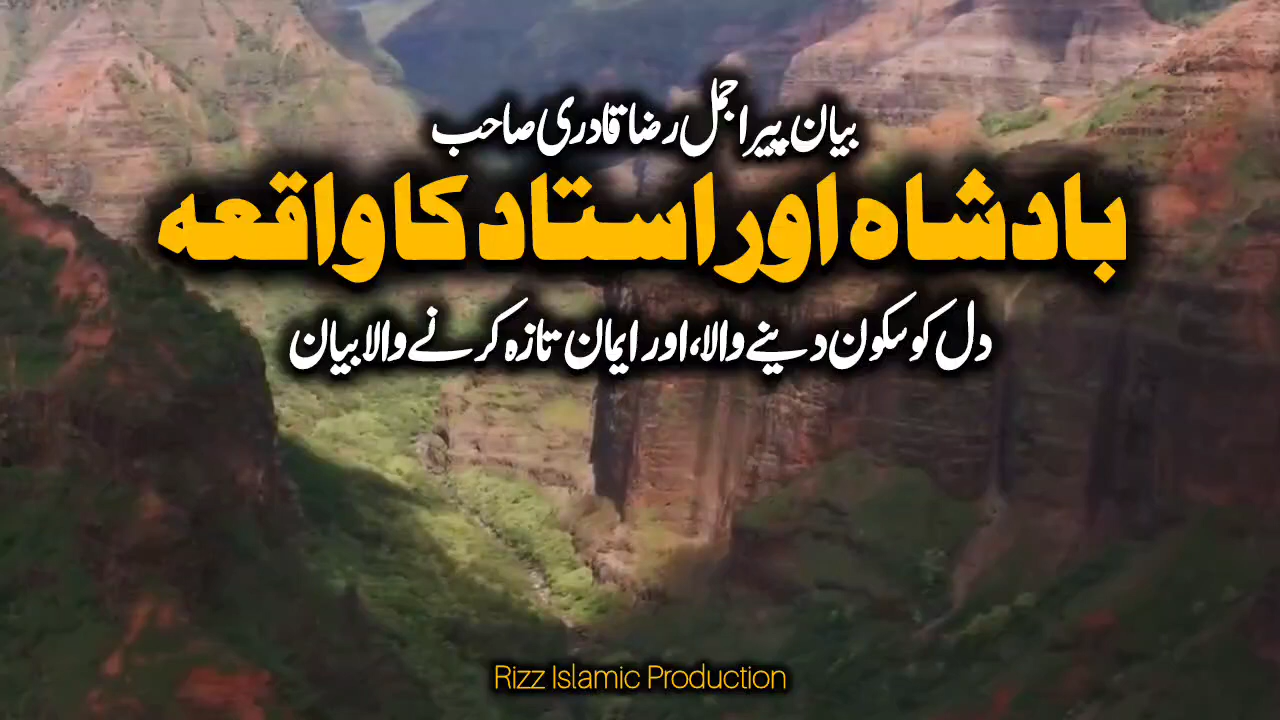 بیان پیر اجمل رضا قادری صاحب
بادشاہ اور استاد کا واقعہ
دل کو سکون دینے والا، اور ایمان تازہ کرنے والا بیان
Rizz Islamic Production